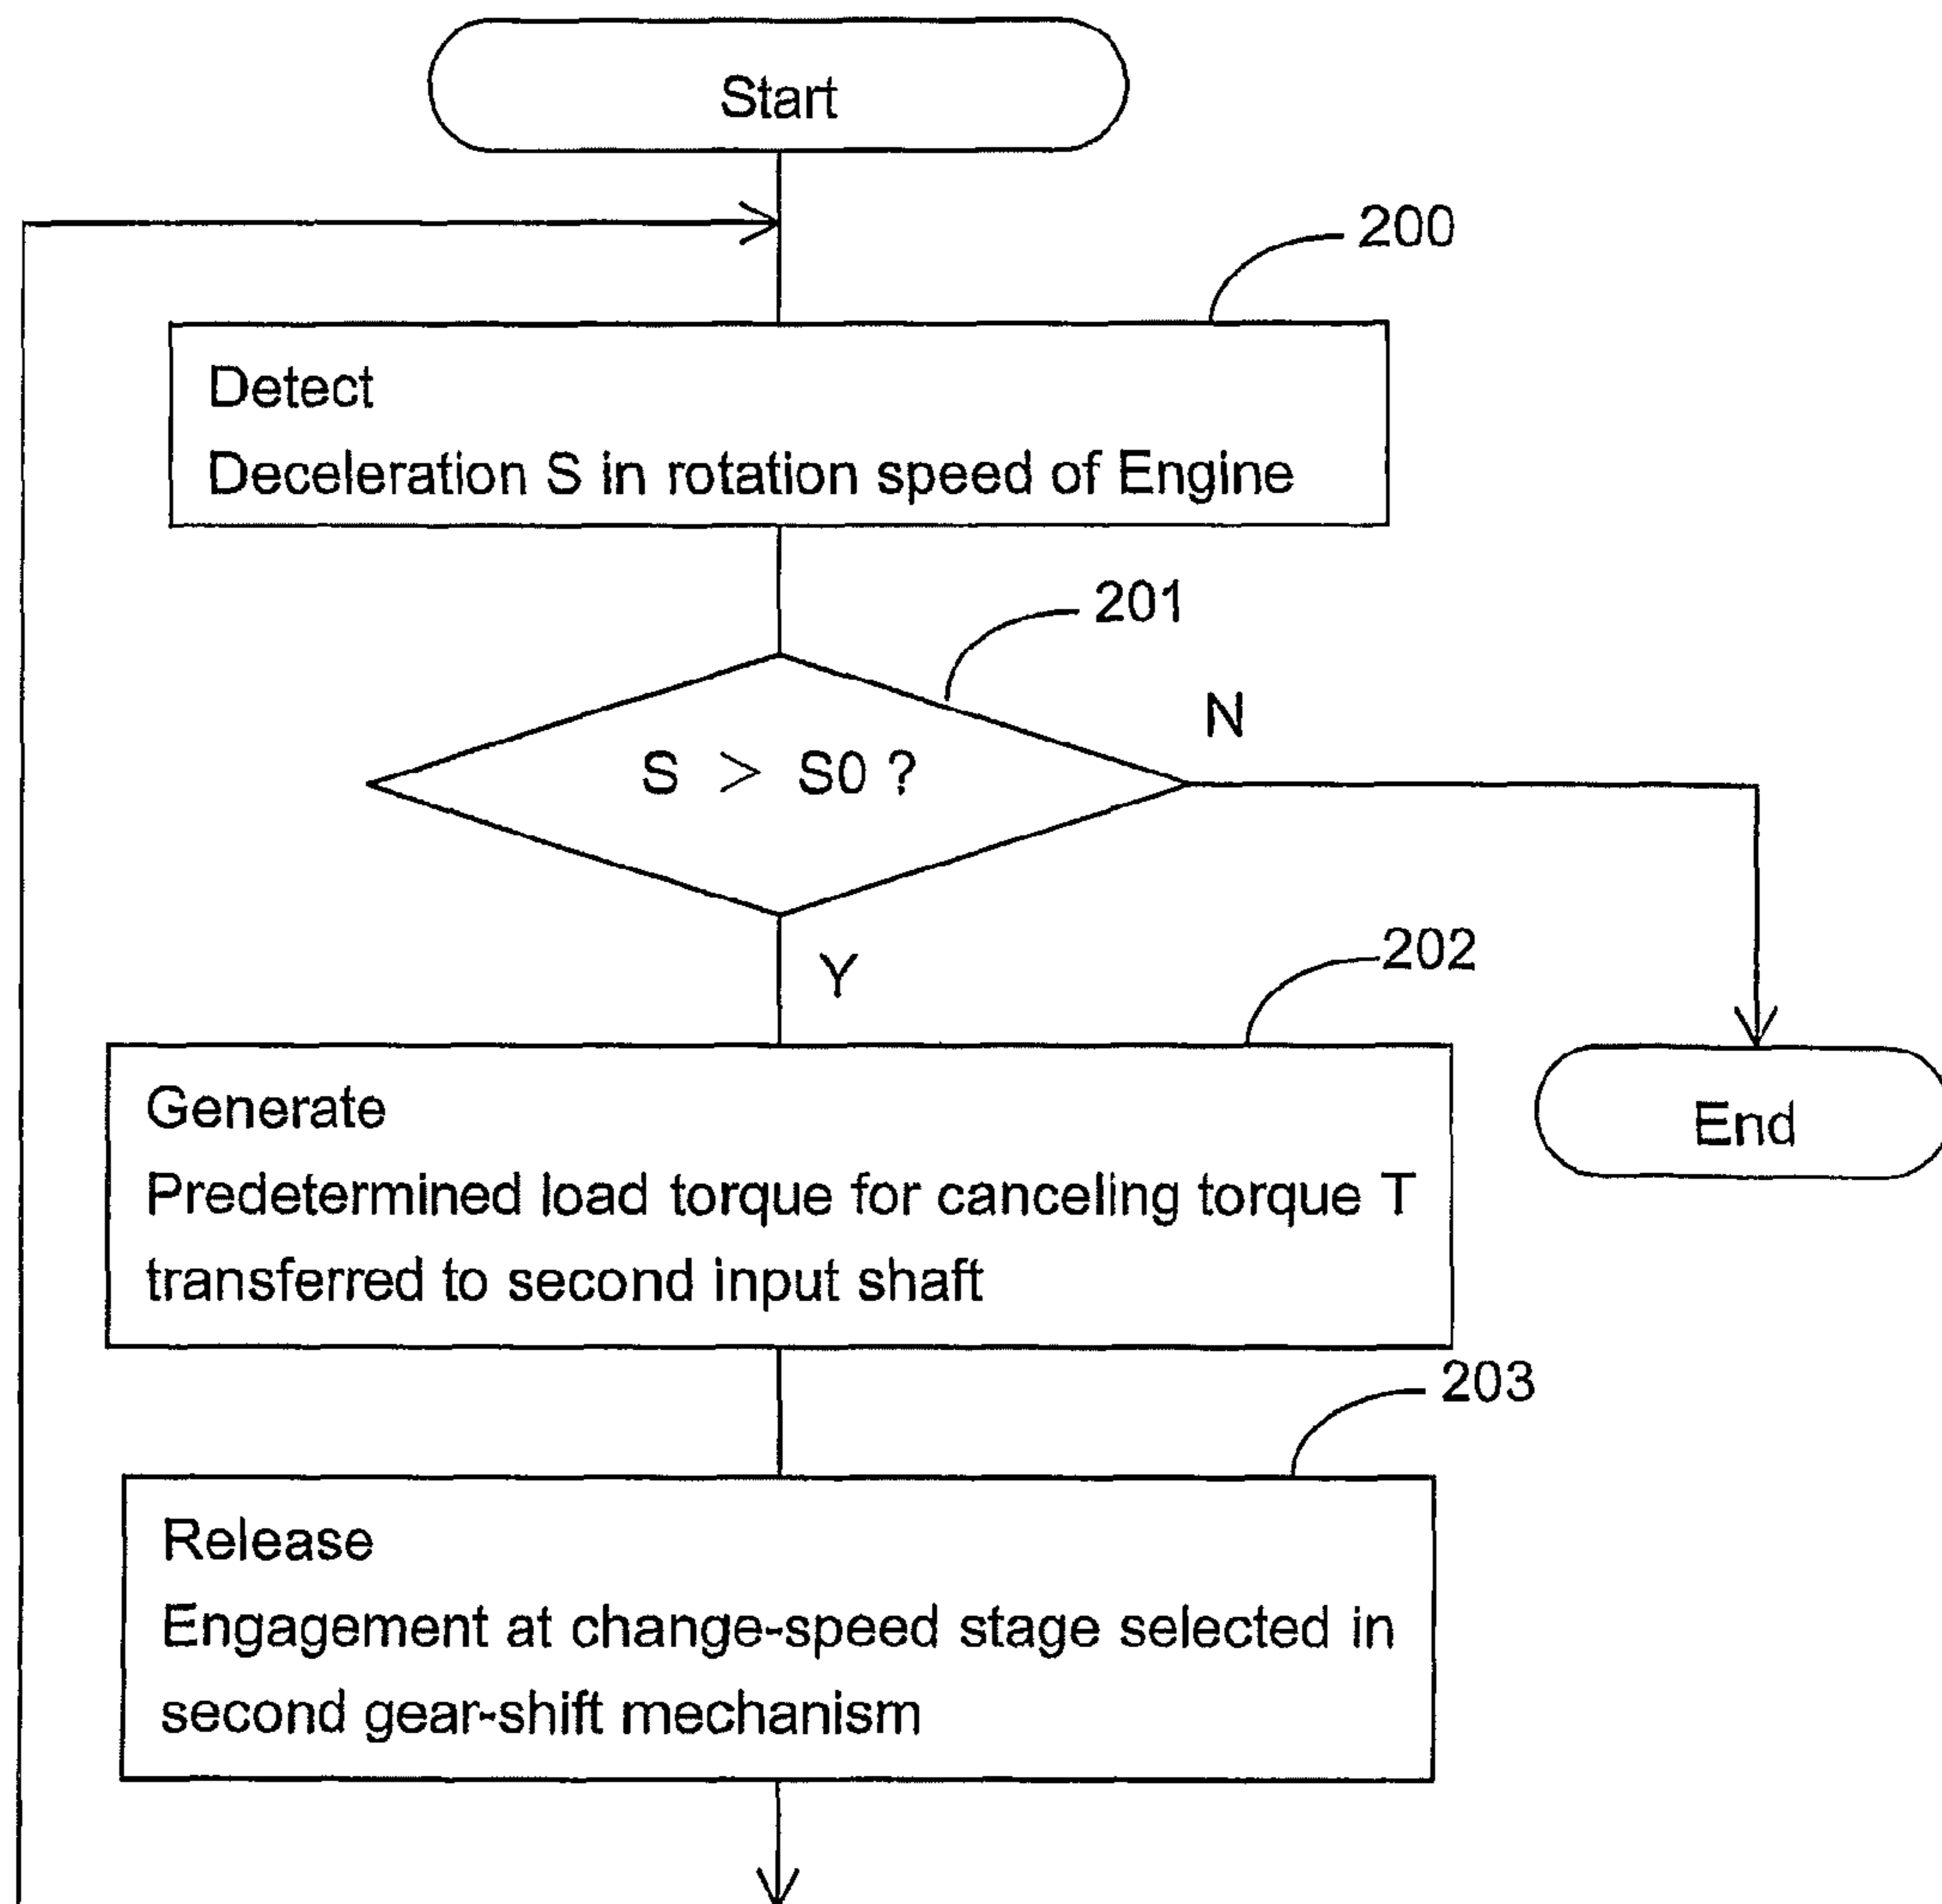 Start
200
Detect
Deceleration S in rotation speed of Engine
201
S > S0 ?
N
Y
202
Generate
Predetermined load torque for canceling torque T
transferred to second input shaft
End
203
Release
Engagement at change-speed stage selected in
second gear-shift mechanism